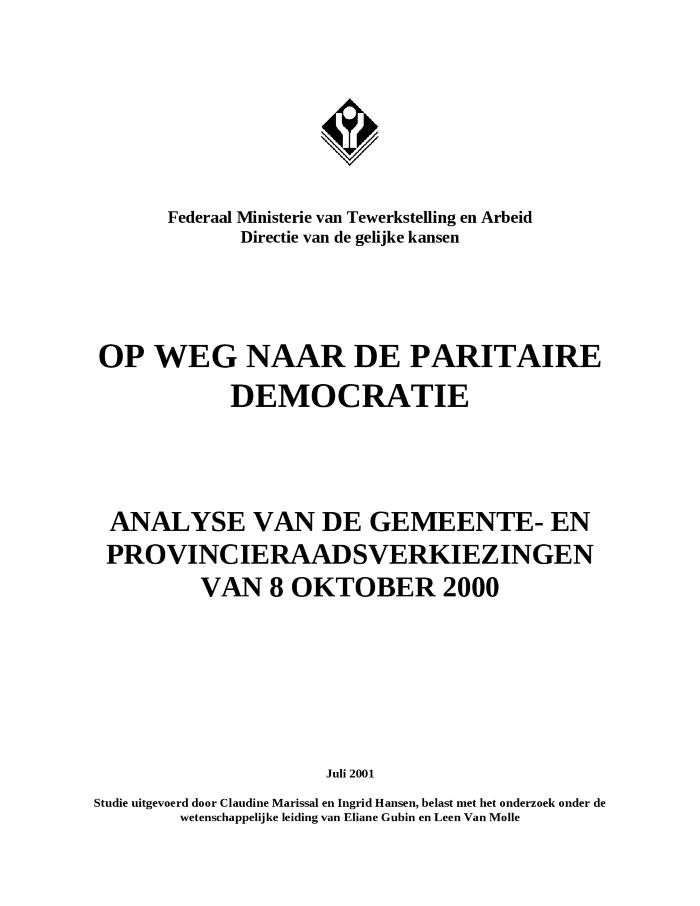 Federaal Ministerie van Tewerkstelling en Arbeid
Directie van de gelijke kansen
OP WEG NAAR DE PARITAIRE
DEMOCRATIE
ANALYSE VAN DE GEMEENTE- EN
PROVINCIERAADSVERKIEZINGEN
VAN 8 OKTOBER 2000
Juli 2001
Studie uitgevoerd door Claudine Marissal en Ingrid Hansen, belast met het onderzoek onder de
wetenschappelijke leiding van Eliane Gubin en Leen Van Molle